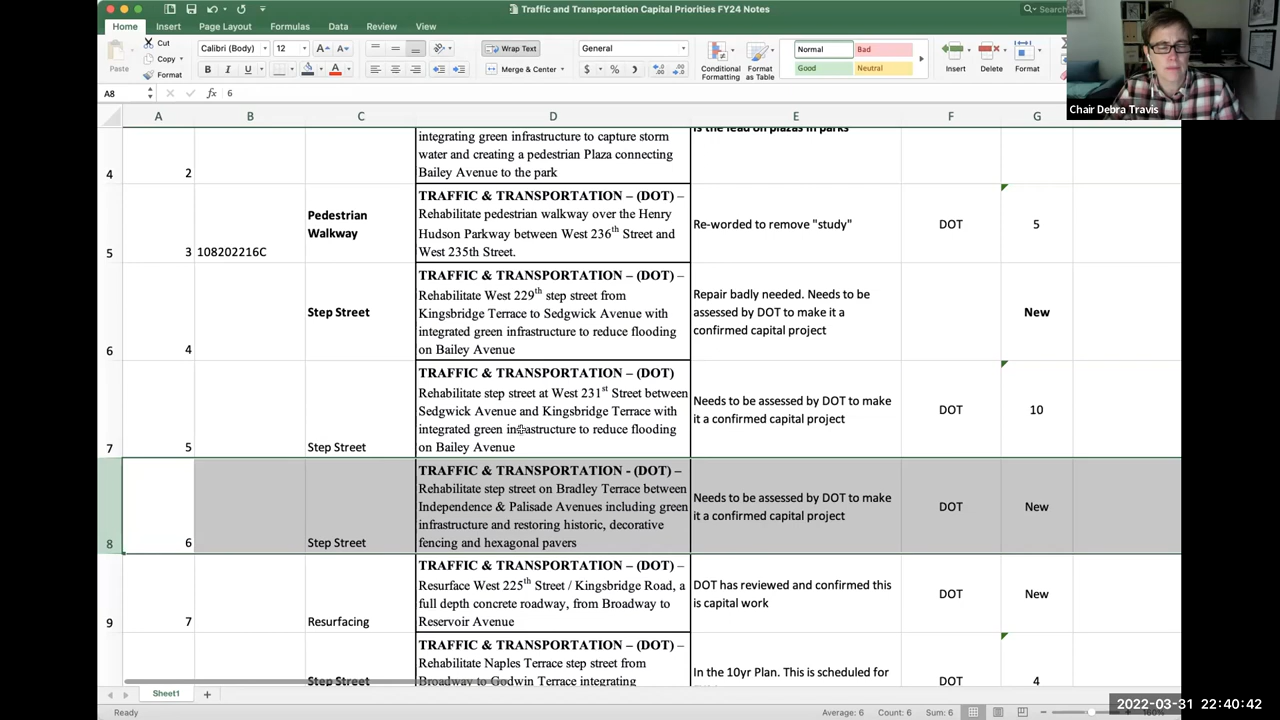 Traffic and Transportation Capital Priorities FY24 Notes
Search
Home Insert Page Layout Formulas Data Review View
Cut
Copy
Format
Paste
Calibri (Body) 12
Wrap Text
Merge & Center
General
Conditional Formatting
Format as Table
Normal Bad
Good Neutral
Insert Delete Format
Chair Debra Travis
A8 fx 6
A B C D E F G
4 2
integrating green infrastructure to capture storm
water and creating a pedestrian Plaza connecting
Bailey Avenue to the park
is the lead on plazas in parks
5 3 108202216C
Pedestrian
Walkway
TRAFFIC & TRANSPORTATION – (DOT) –
Rehabilitate pedestrian walkway over the Henry
Hudson Parkway between West 236th Street and
West 235th Street.
Re-worded to remove "study"
DOT
5
6 4
Step Street
TRAFFIC & TRANSPORTATION – (DOT) –
Rehabilitate West 229th step street from
Kingsbridge Terrace to Sedgwick Avenue with
integrated green infrastructure to reduce flooding
on Bailey Avenue
Repair badly needed. Needs to be
assessed by DOT to make it a
confirmed capital project
New
7 5
Step Street
TRAFFIC & TRANSPORTATION – (DOT)
Rehabilitate step street at West 231st Street between
Sedgwick Avenue and Kingsbridge Terrace with
integrated green infrastructure to reduce flooding
on Bailey Avenue
Needs to be assessed by DOT to make
it a confirmed capital project
DOT
10
8 6
Step Street
TRAFFIC & TRANSPORTATION - (DOT) –
Rehabilitate step street on Bradley Terrace between
Independence & Palisade Avenues including green
infrastructure and restoring historic, decorative
fencing and hexagonal pavers
Needs to be assessed by DOT to make
it a confirmed capital project
DOT
New
9 7
Resurfacing
TRAFFIC & TRANSPORTATION – (DOT) –
Resurface West 225th Street / Kingsbridge Road, a
full depth concrete roadway, from Broadway to
Reservoir Avenue
DOT has reviewed and confirmed this
is capital work
DOT
New
Step Street
TRAFFIC & TRANSPORTATION – (DOT) –
Rehabilitate Naples Terrace step street from
Broadway to Godwin Terrace integrating
In the 10yr Plan. This is scheduled for
DOT
4
Sheet1
Ready
Average: 6 Count: 6 Sum: 6
2022-03-31 22:40:42